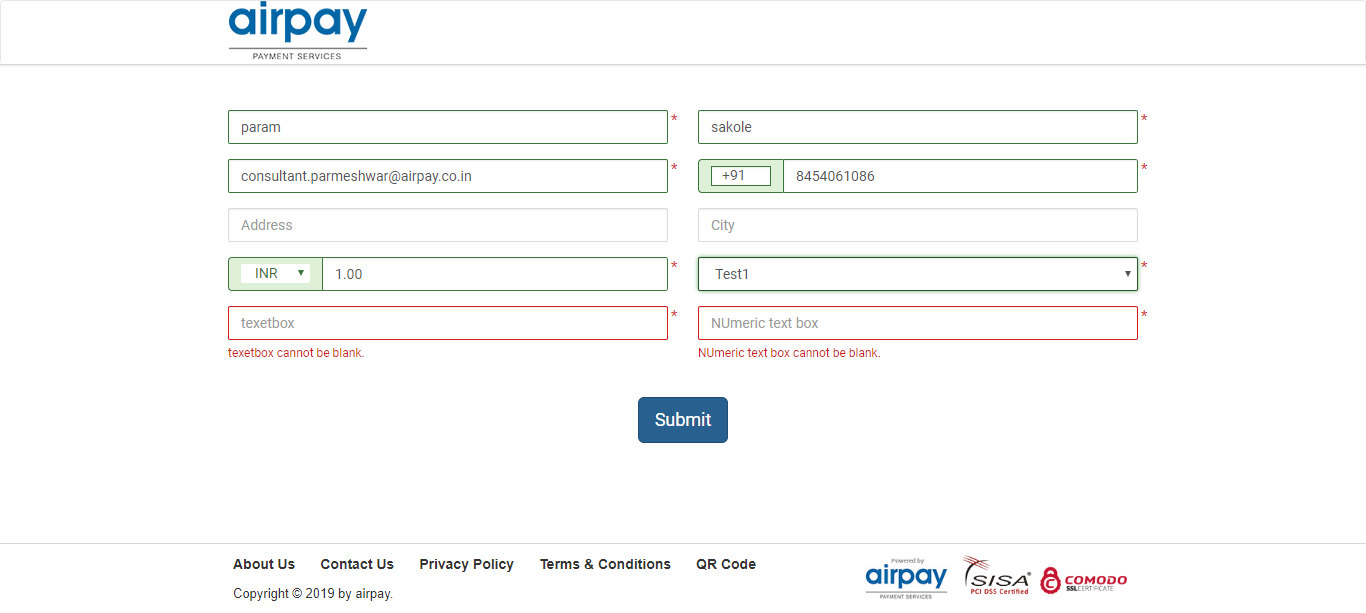 airpay
PAYMENT SERVICES
param * sakole *
consultant.parmeshwar@airpay.co.in * +91 8454061086 *
Address City
INR ▼ 1.00 * Test1 ▼ *
texetbox * NUmeric text box *
texetbox cannot be blank. NUmeric text box cannot be blank.
Submit
About Us Contact Us Privacy Policy Terms & Conditions QR Code
Copyright © 2019 by airpay.
Powered by
airpay
PAYMENT SERVICES
SISA
PCI DSS Certified
COMODO
SSL CERTIFICATE